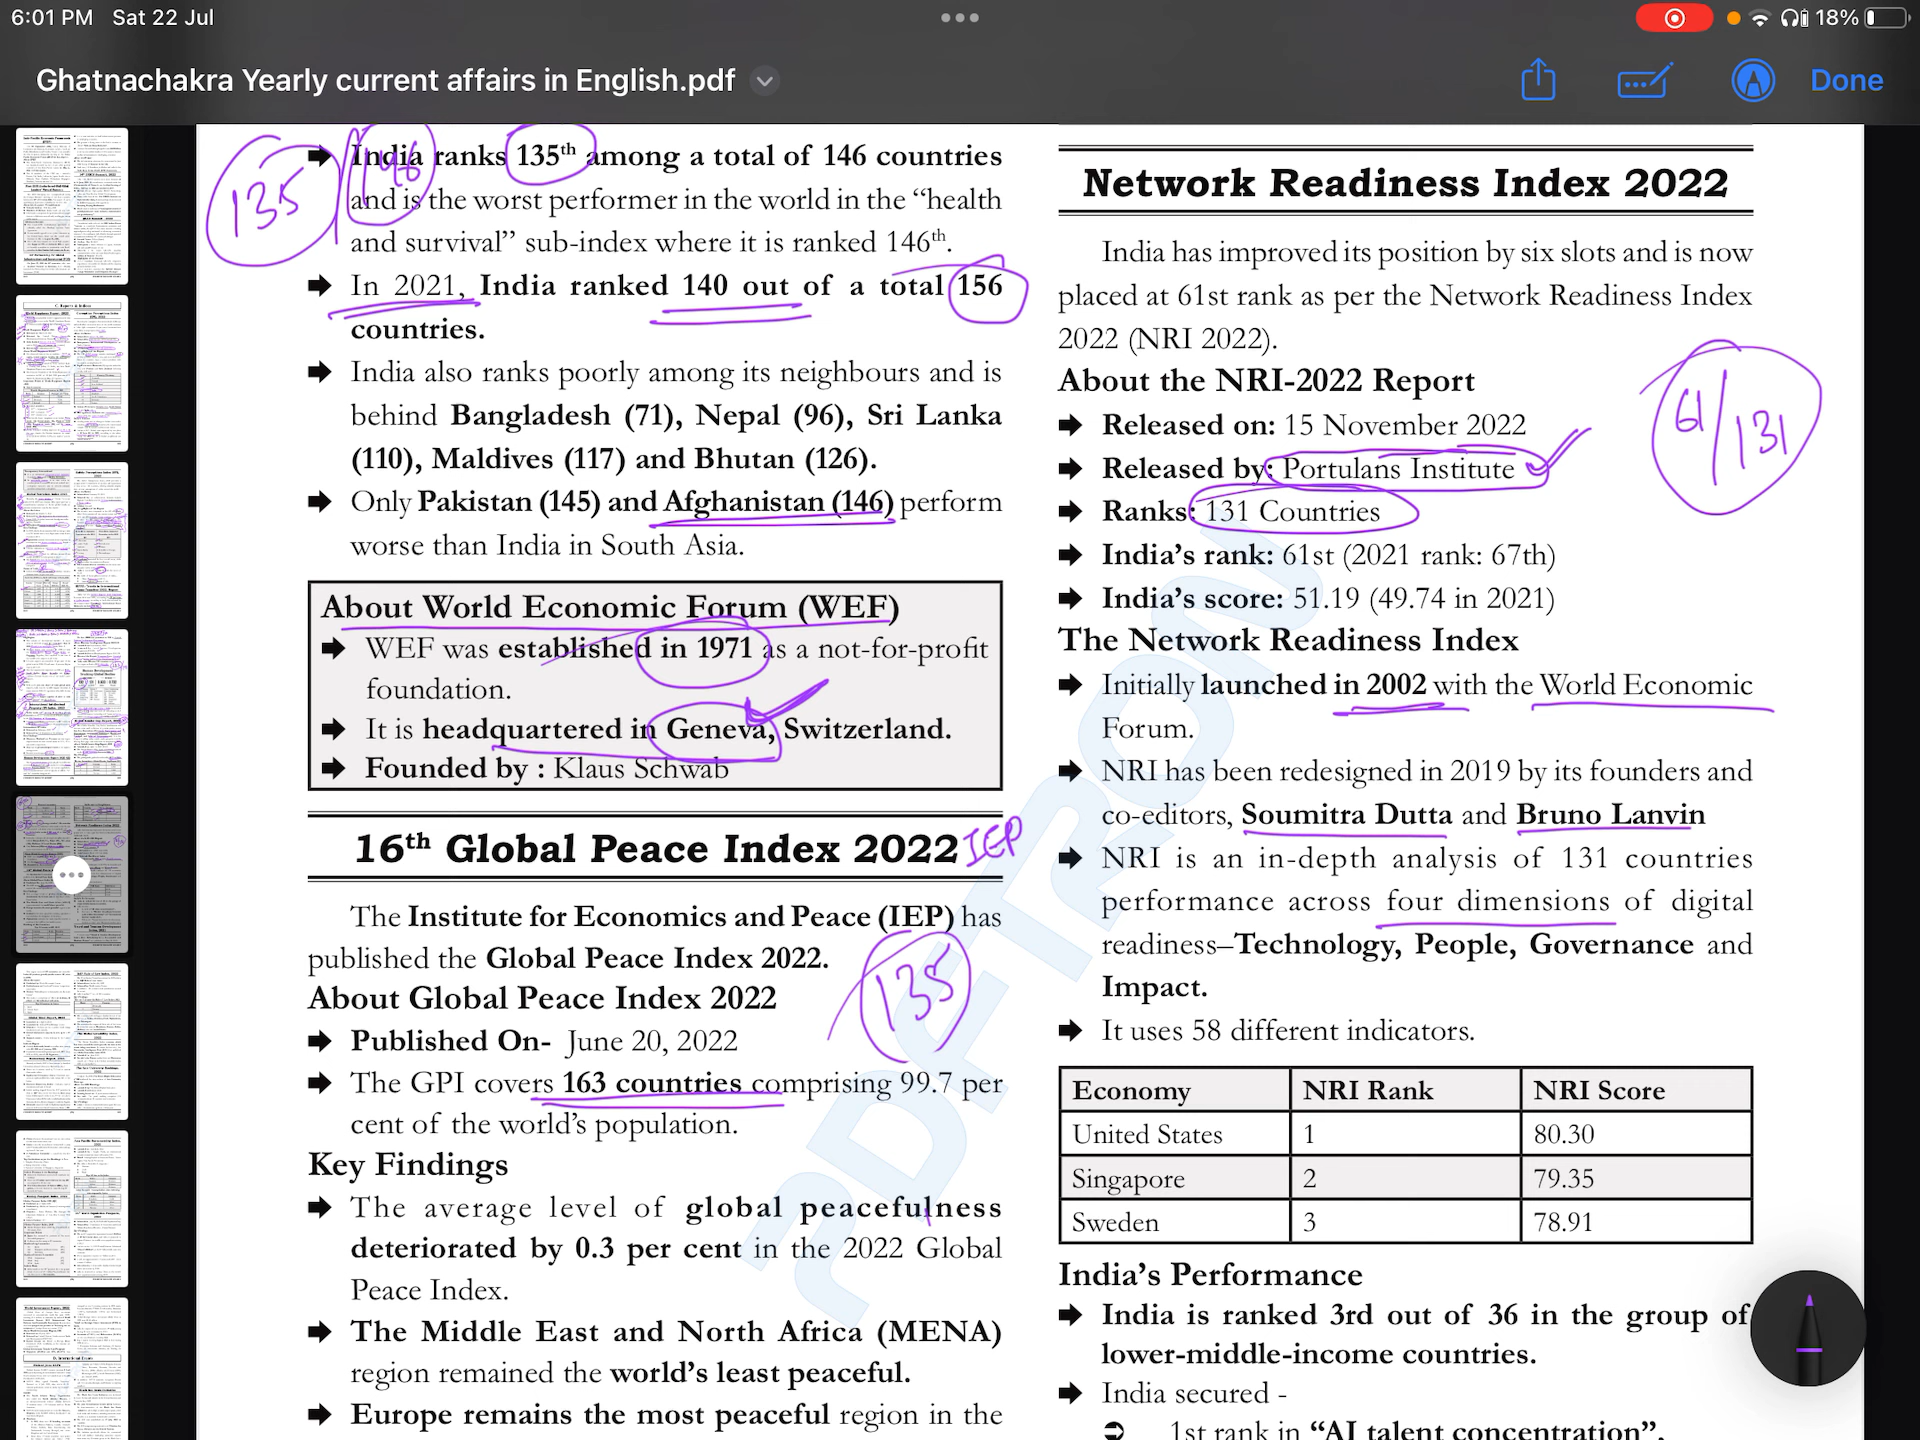 6:01 PM Sat 22 Jul
18%
Ghatnachakra Yearly current affairs in English.pdf
Done
India ranks 135th among a total of 146 countries
and is the worst performer in the world in the “health
and survival” sub-index where it is ranked 146th.
In 2021, India ranked 140 out of a total 156
countries.
India also ranks poorly among its neighbours and is
behind Bangladesh (71), Nepal (96), Sri Lanka
(110), Maldives (117) and Bhutan (126).
Only Pakistan (145) and Afghanistan (146) perform
worse than India in South Asia.
135
146
About World Economic Forum (WEF)
WEF was established in 1971 as a not-for-profit
foundation.
It is headquartered in Geneva, Switzerland.
Founded by : Klaus Schwab
16th Global Peace Index 2022
IEP
The Institute for Economics and Peace (IEP) has
published the Global Peace Index 2022.
About Global Peace Index 2022
135
Published On- June 20, 2022
The GPI covers 163 countries comprising 99.7 per
cent of the world’s population.
Key Findings
The average level of global peacefulness
deteriorated by 0.3 per cent in the 2022 Global
Peace Index.
The Middle East and North Africa (MENA)
region remained the world’s least peaceful.
Europe remains the most peaceful region in the
Network Readiness Index 2022
India has improved its position by six slots and is now
placed at 61st rank as per the Network Readiness Index
2022 (NRI 2022).
About the NRI-2022 Report
61/131
Released on: 15 November 2022
Released by: Portulans Institute
Ranks: 131 Countries
India’s rank: 61st (2021 rank: 67th)
India’s score: 51.19 (49.74 in 2021)
The Network Readiness Index
Initially launched in 2002 with the World Economic
Forum.
NRI has been redesigned in 2019 by its founders and
co-editors, Soumitra Dutta and Bruno Lanvin
NRI is an in-depth analysis of 131 countries
performance across four dimensions of digital
readiness–Technology, People, Governance and
Impact.
It uses 58 different indicators.
Economy NRI Rank NRI Score
United States 1 80.30
Singapore 2 79.35
Sweden 3 78.91
India’s Performance
India is ranked 3rd out of 36 in the group of
lower-middle-income countries.
India secured -
1st rank in “AI talent concentration”.
PDFTRON